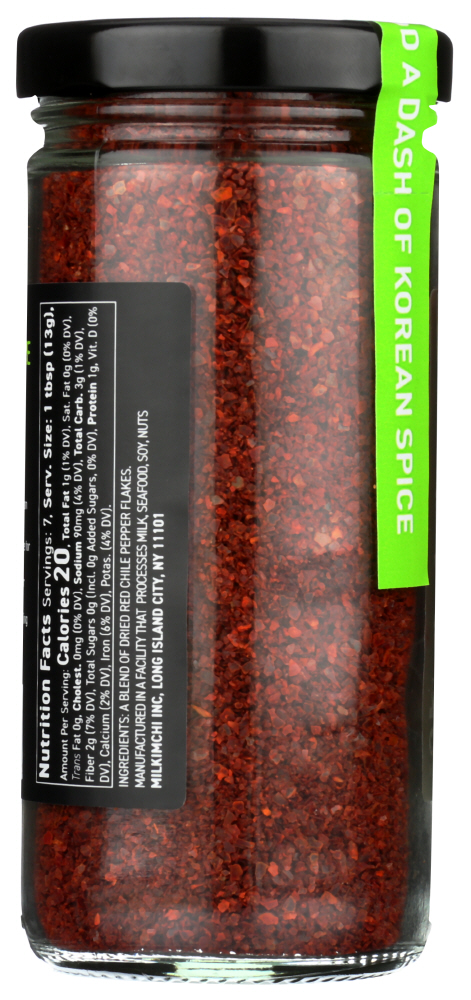 D A DASH OF KOREAN SPICE
Nutrition Facts Servings: 7, Serv. Size: 1 tbsp (13g),
Amount Per Serving: Calories 20, Total Fat 1g (1% DV), Sat. Fat 0g (0% DV),
Trans Fat 0g, Cholest. 0mg (0% DV), Sodium 90mg (4% DV), Total Carb. 3g (1% DV),
Fiber 2g (7% DV), Total Sugars 0g (Incl. 0g Added Sugars, 0% DV), Protein 1g, Vit. D (0%
DV), Calcium (2% DV), Iron (6% DV), Potas. (4% DV).
INGREDIENTS: A BLEND OF DRIED RED CHILE PEPPER FLAKES.
MANUFACTURED IN A FACILITY THAT PROCESSES MILK, SEAFOOD, SOY, NUTS
MILKIMCHI INC, LONG ISLAND CITY, NY 11101